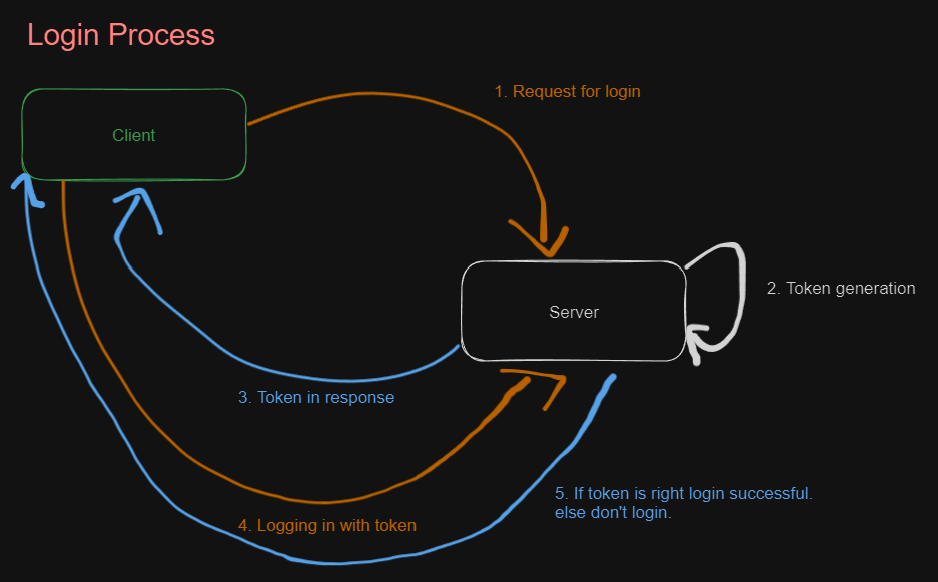 Login Process
1. Request for login
Client
2. Token generation
Server
3. Token in response
5. If token is right login successful.
else don't login.
4. Logging in with token